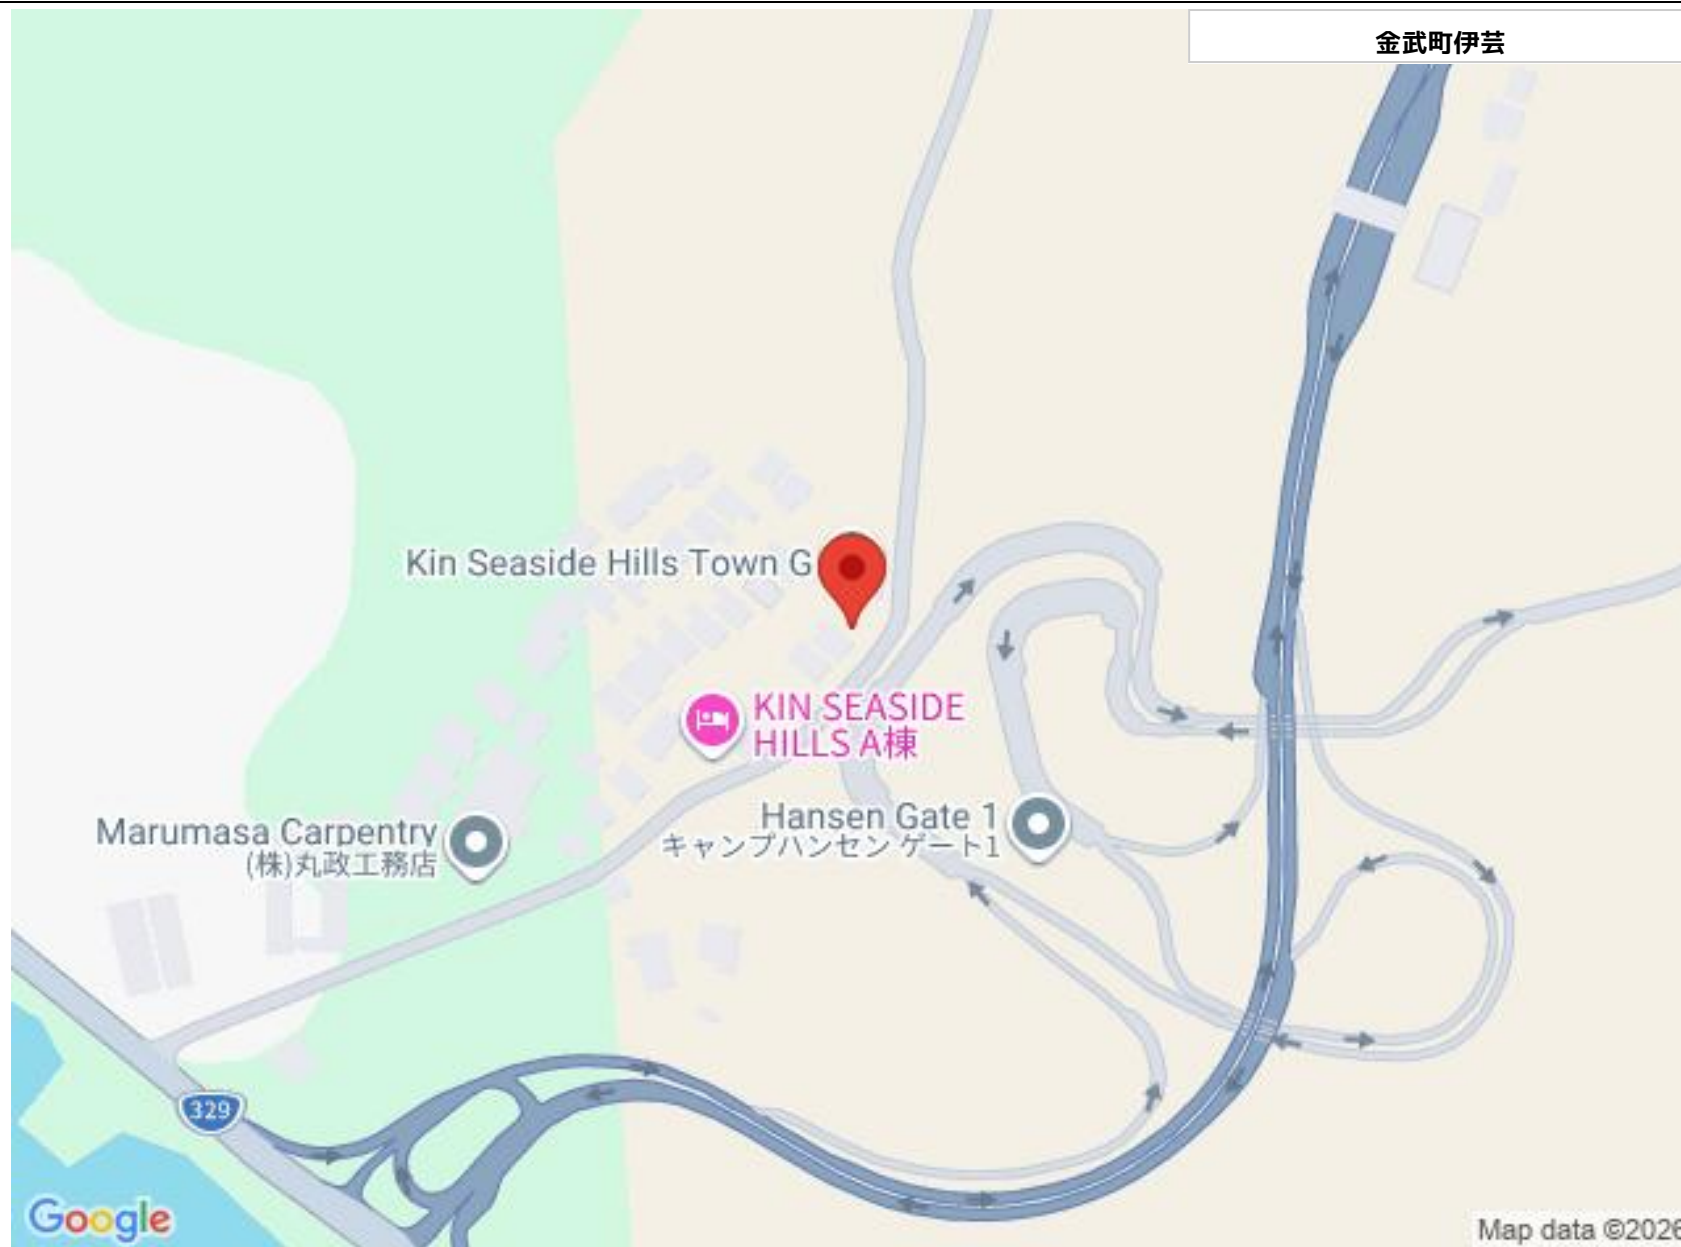 金武町伊芸
Kin Seaside Hills Town G
KIN SEASIDE
HILLS A棟
Hansen Gate 1
キャンプハンセン ゲート1
Marumasa Carpentry
(株)丸政工務店
329
Google
Map data ©2026